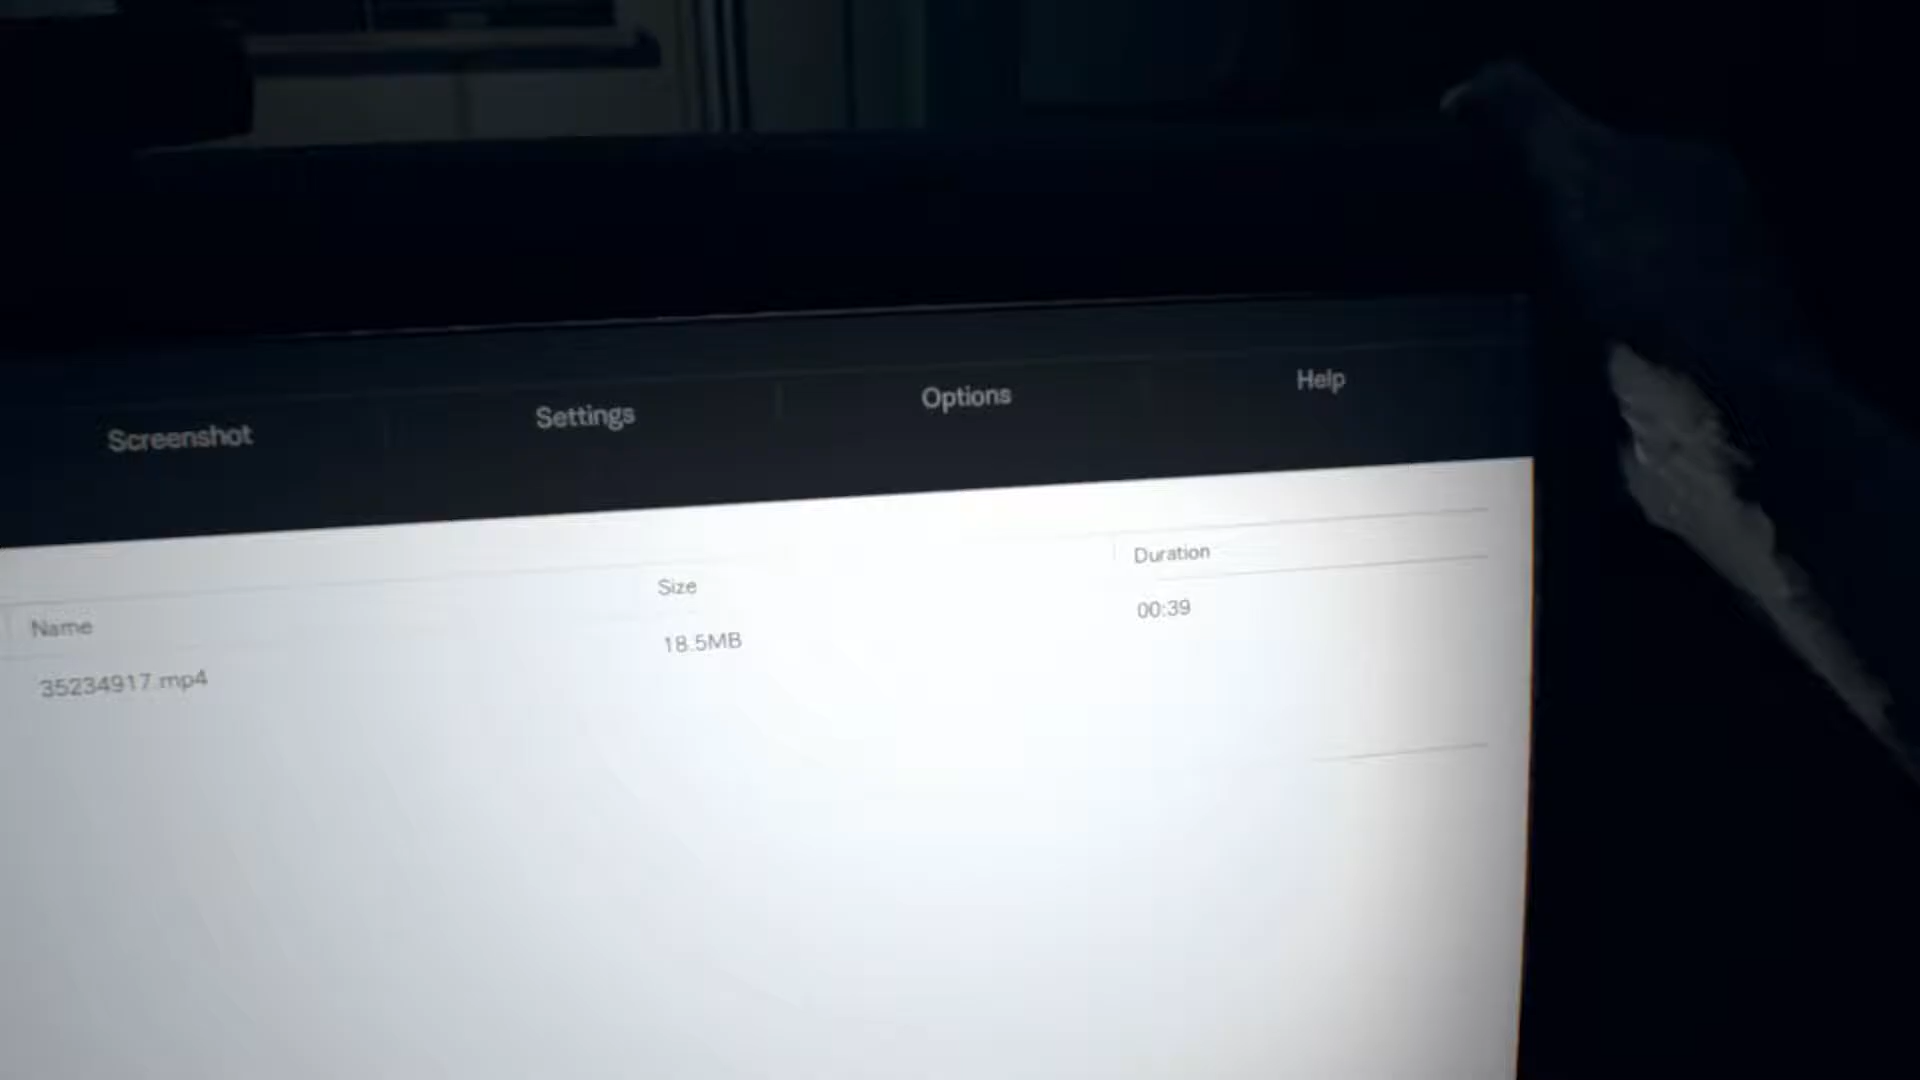 Screenshot Settings Options Help
Name Size Duration
35234917.mp4 18.5MB 00:39